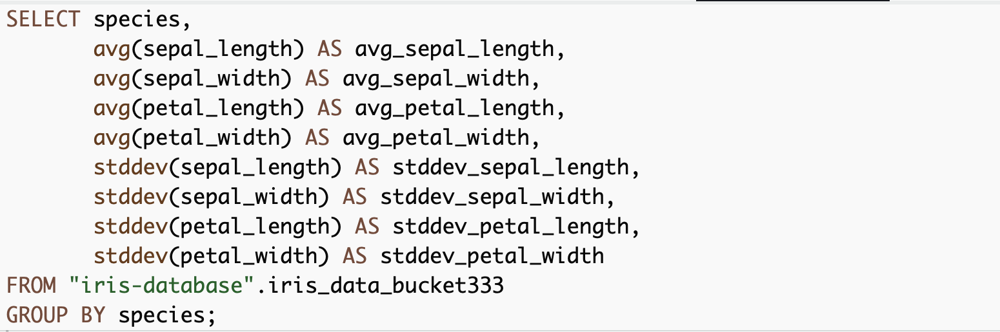 SELECT species,
avg(sepal_length) AS avg_sepal_length,
avg(sepal_width) AS avg_sepal_width,
avg(petal_length) AS avg_petal_length,
avg(petal_width) AS avg_petal_width,
stddev(sepal_length) AS stddev_sepal_length,
stddev(sepal_width) AS stddev_sepal_width,
stddev(petal_length) AS stddev_petal_length,
stddev(petal_width) AS stddev_petal_width
FROM "iris-database".iris_data_bucket333
GROUP BY species;